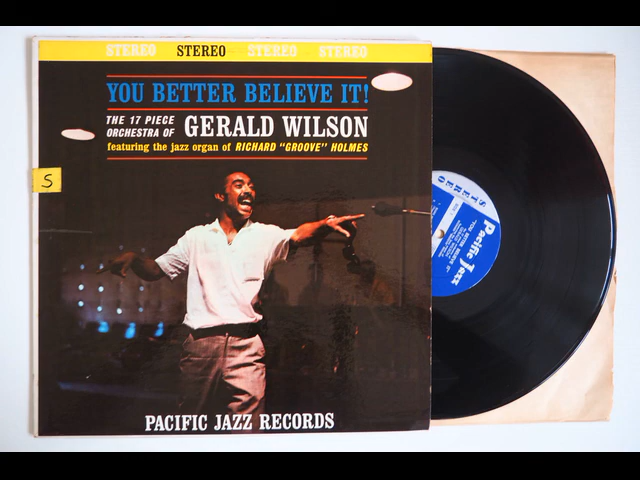 STEREO STEREO STEREO STEREO
YOU BETTER BELIEVE IT!
THE 17 PIECE
ORCHESTRA OF GERALD WILSON
featuring the jazz organ of RICHARD "GROOVE" HOLMES
5
PACIFIC JAZZ RECORDS
STEREO
Pacific Jazz